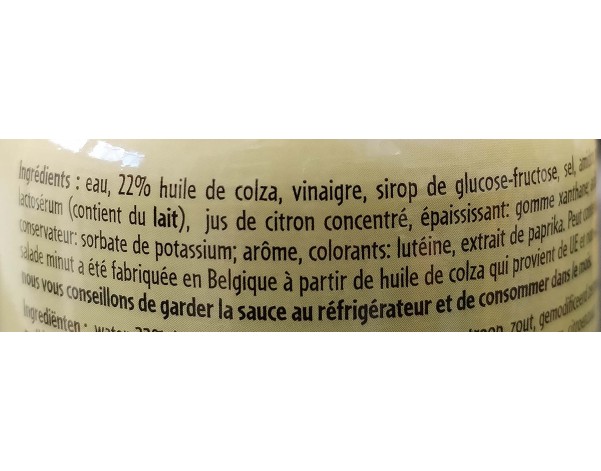 Ingrédients : eau, 22% huile de colza, vinaigre, sirop de glucose-fructose, sel,
lactosérum (contient du lait), jus de citron concentré, épaississant: gomme xanthane,
conservateur: sorbate de potassium; arôme, colorants: lutéine, extrait de paprika. Peut
salade minut a été fabriquée en Belgique à partir de huile de colza qui provient de UE et
nous vous conseillons de garder la sauce au réfrigérateur et de consommer dans le mois.
Ingrediënten : water, zout,